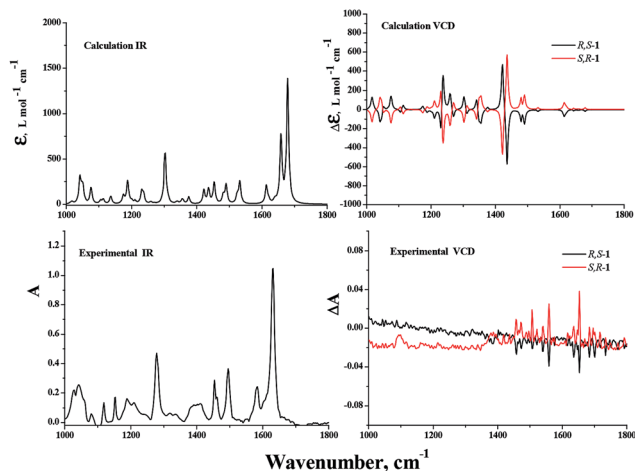 Calculation IR
ε, L mol⁻¹ cm⁻¹
2000
1500
1000
500
0
1000 1200 1400 1600 1800
Calculation VCD
R,S-1
S,R-1
Δε, L mol⁻¹ cm⁻¹
1000
800
600
400
200
0
-200
-400
-600
-800
-1000
1000 1200 1400 1600 1800
Experimental IR
A
1.2
1.0
0.8
0.6
0.4
0.2
0.0
1000 1200 1400 1600 1800
Experimental VCD
R,S-1
S,R-1
ΔA
0.04
0.00
-0.04
-0.08
1000 1200 1400 1600 1800
Wavenumber, cm⁻¹